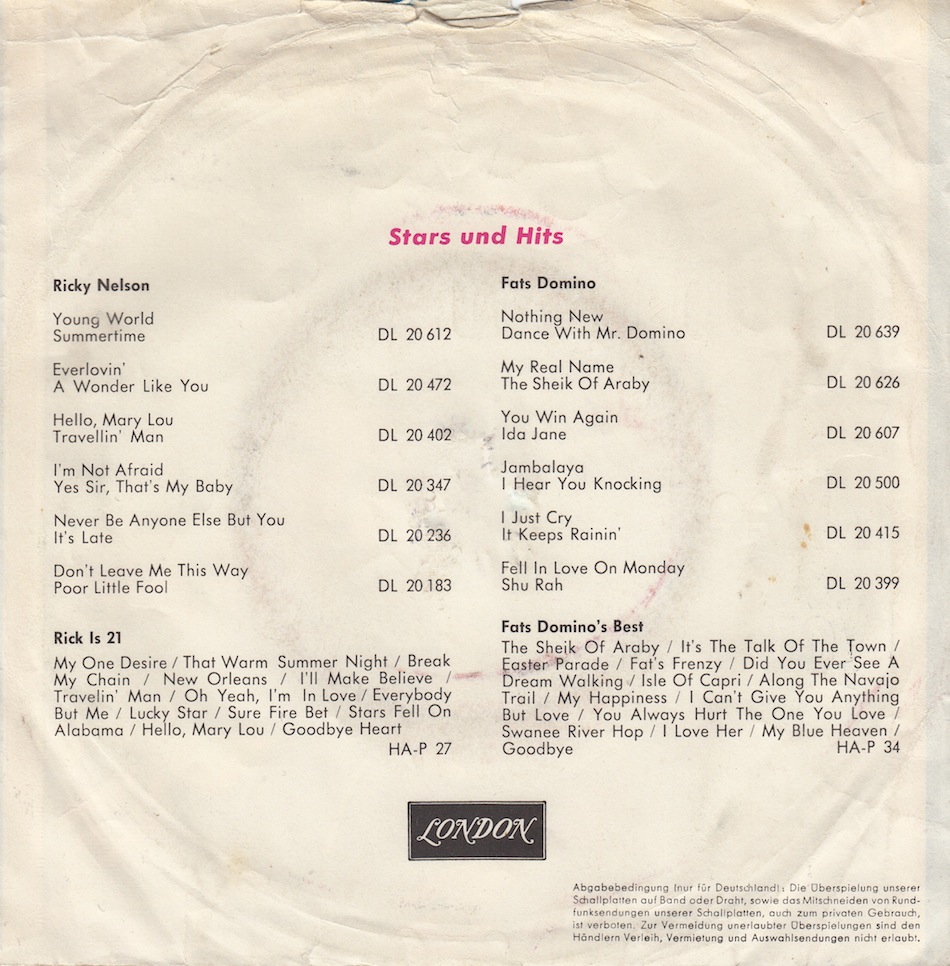 Stars und Hits
Ricky Nelson
Young World
Summertime DL 20 612
Everlovin'
A Wonder Like You DL 20 472
Hello, Mary Lou
Travellin' Man DL 20 402
I'm Not Afraid
Yes Sir, That's My Baby DL 20 347
Never Be Anyone Else But You
It's Late DL 20 236
Don't Leave Me This Way
Poor Little Fool DL 20 183
Rick Is 21
My One Desire / That Warm Summer Night / Break
My Chain / New Orleans / I'll Make Believe /
Travelin' Man / Oh Yeah, I'm In Love / Everybody
But Me / Lucky Star / Sure Fire Bet / Stars Fell On
Alabama / Hello, Mary Lou / Goodbye Heart
HA-P 27
Fats Domino
Nothing New
Dance With Mr. Domino DL 20 639
My Real Name
The Sheik Of Araby DL 20 626
You Win Again
Ida Jane DL 20 607
Jambalaya
I Hear You Knocking DL 20 500
I Just Cry
It Keeps Rainin' DL 20 415
Fell In Love On Monday
Shu Rah DL 20 399
Fats Domino's Best
The Sheik Of Araby / It's The Talk Of The Town /
Easter Parade / Fat's Frenzy / Did You Ever See A
Dream Walking / Isle Of Capri / Along The Navajo
Trail / My Happiness / I Can't Give You Anything
But Love / You Always Hurt The One You Love /
Swanee River Hop / I Love Her / My Blue Heaven /
Goodbye HA-P 34
LONDON
Abgabebedingung (nur für Deutschland): Die Überspielung unserer
Schallplatten auf Band oder Draht, sowie das Mitschneiden von Rund-
funksendungen unserer Schallplatten, auch zum privaten Gebrauch,
ist verboten. Zur Vermeidung unerlaubter Überspielungen sind den
Händlern Verleih, Vermietung und Auswahlsendungen nicht erlaubt.